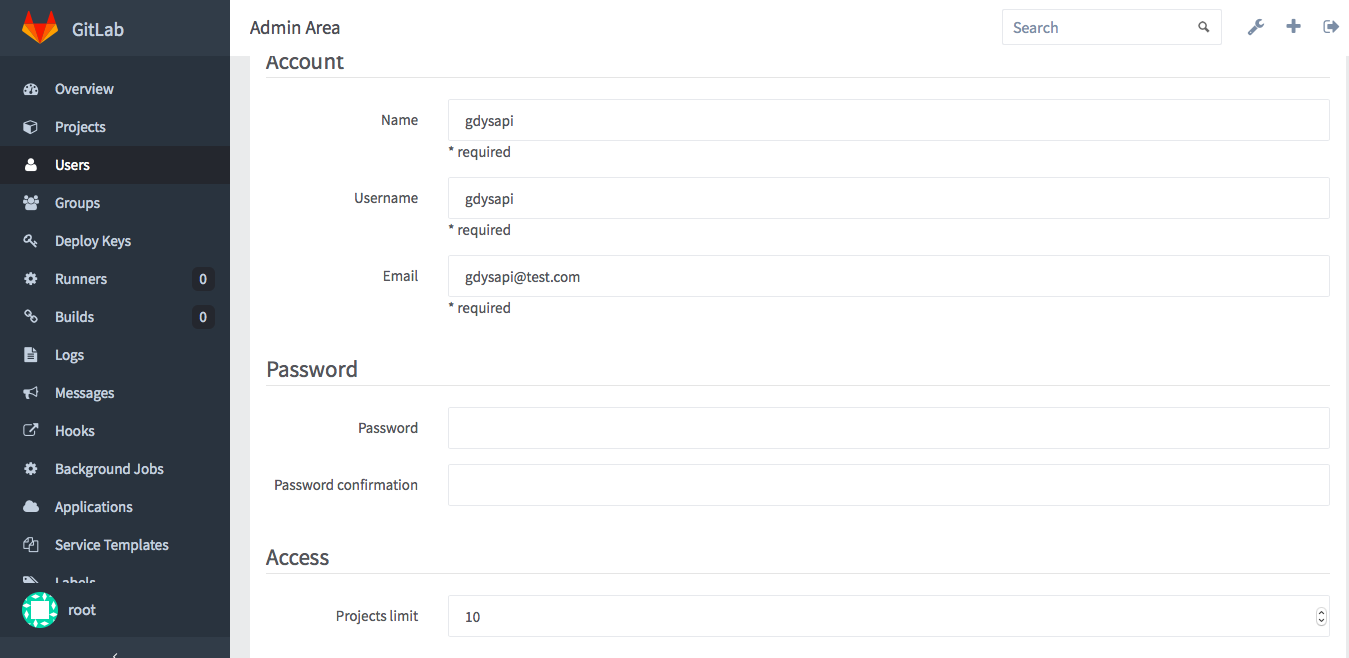 GitLab
Admin Area
Search
Overview
Projects
Users
Groups
Deploy Keys
Runners 0
Builds 0
Logs
Messages
Hooks
Background Jobs
Applications
Service Templates
Labels
root
Account
Name gdysapi
* required
Username gdysapi
* required
Email gdysapi@test.com
* required
Password
Password
Password confirmation
Access
Projects limit 10